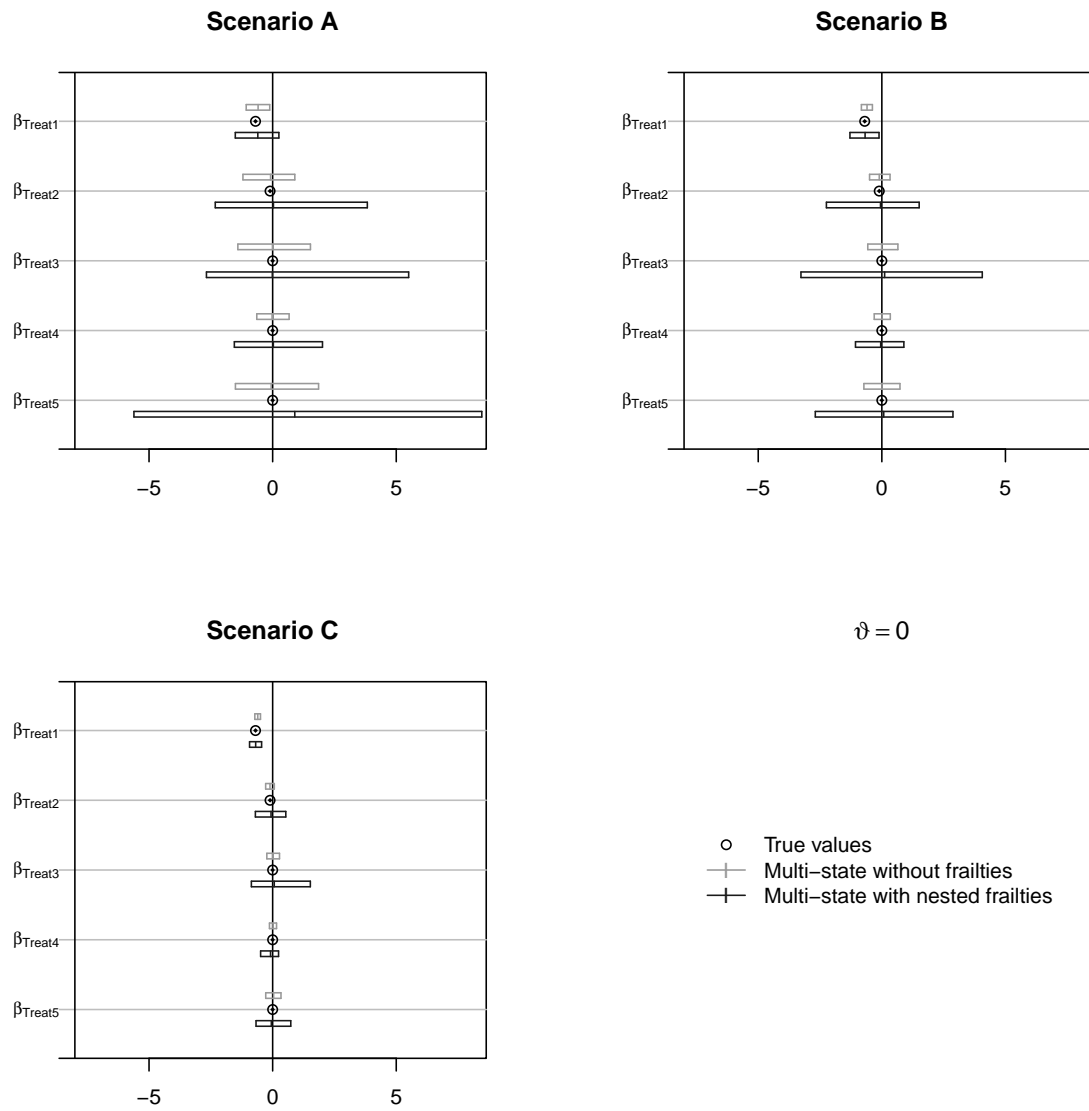 Scenario A
βTreat1
βTreat2
βTreat3
βTreat4
βTreat5
−5 0 5
Scenario B
βTreat1
βTreat2
βTreat3
βTreat4
βTreat5
−5 0 5
Scenario C
βTreat1
βTreat2
βTreat3
βTreat4
βTreat5
−5 0 5
ϑ = 0
True values
Multi−state without frailties
Multi−state with nested frailties